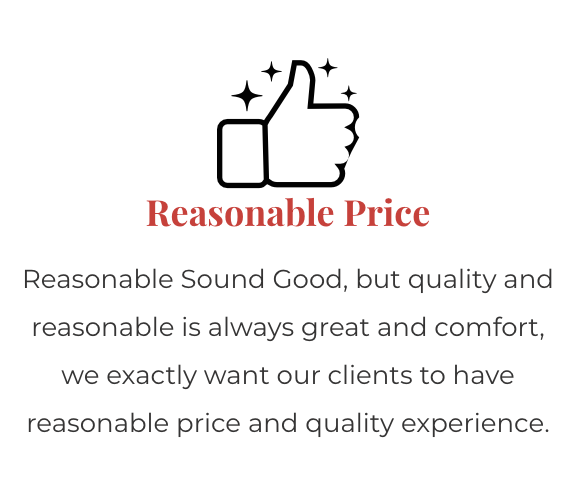 Reasonable Price
Reasonable Sound Good, but quality and
reasonable is always great and comfort,
we exactly want our clients to have
reasonable price and quality experience.